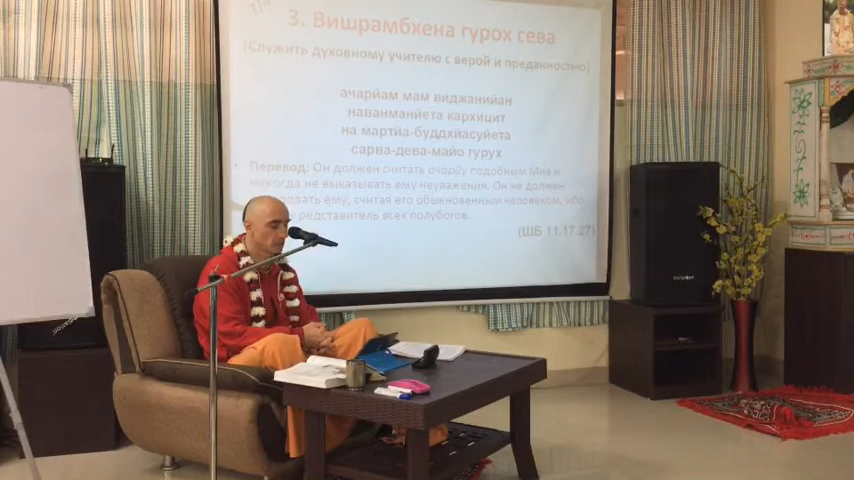 3. Вишрамбхена гурох сева
(Служить духовному учителю с верой и преданностью)
ачарйам мам виджанийан
наванманйета кархицит
на мартйа-буддхйасуйета
сарва-дева-майо гурух
Перевод: Он должен считать ачарйу подобным Мне и
никогда не выказывать ему неуважения. Он не должен
ему, считая его обыкновенным человеком, ибо
представитель всех полубогов.
(ШБ 11.17.27)